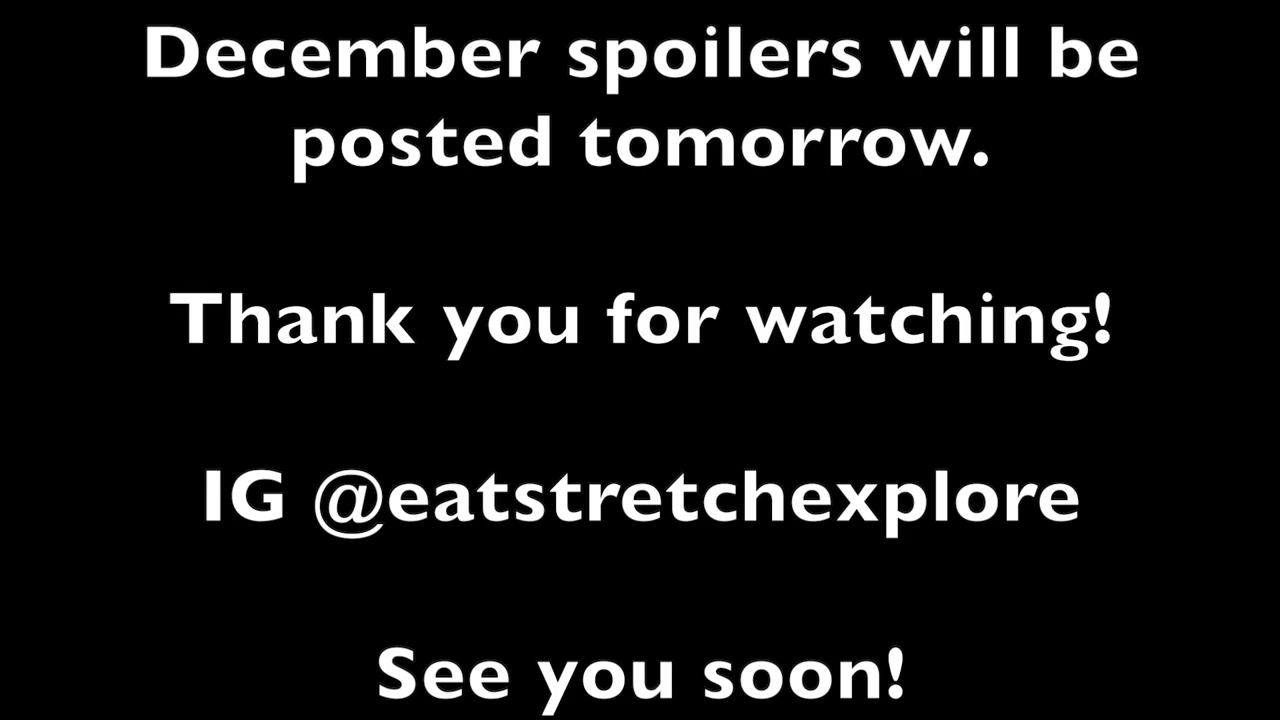 December spoilers will be
posted tomorrow.
Thank you for watching!
IG @eatstretchexplore
See you soon!